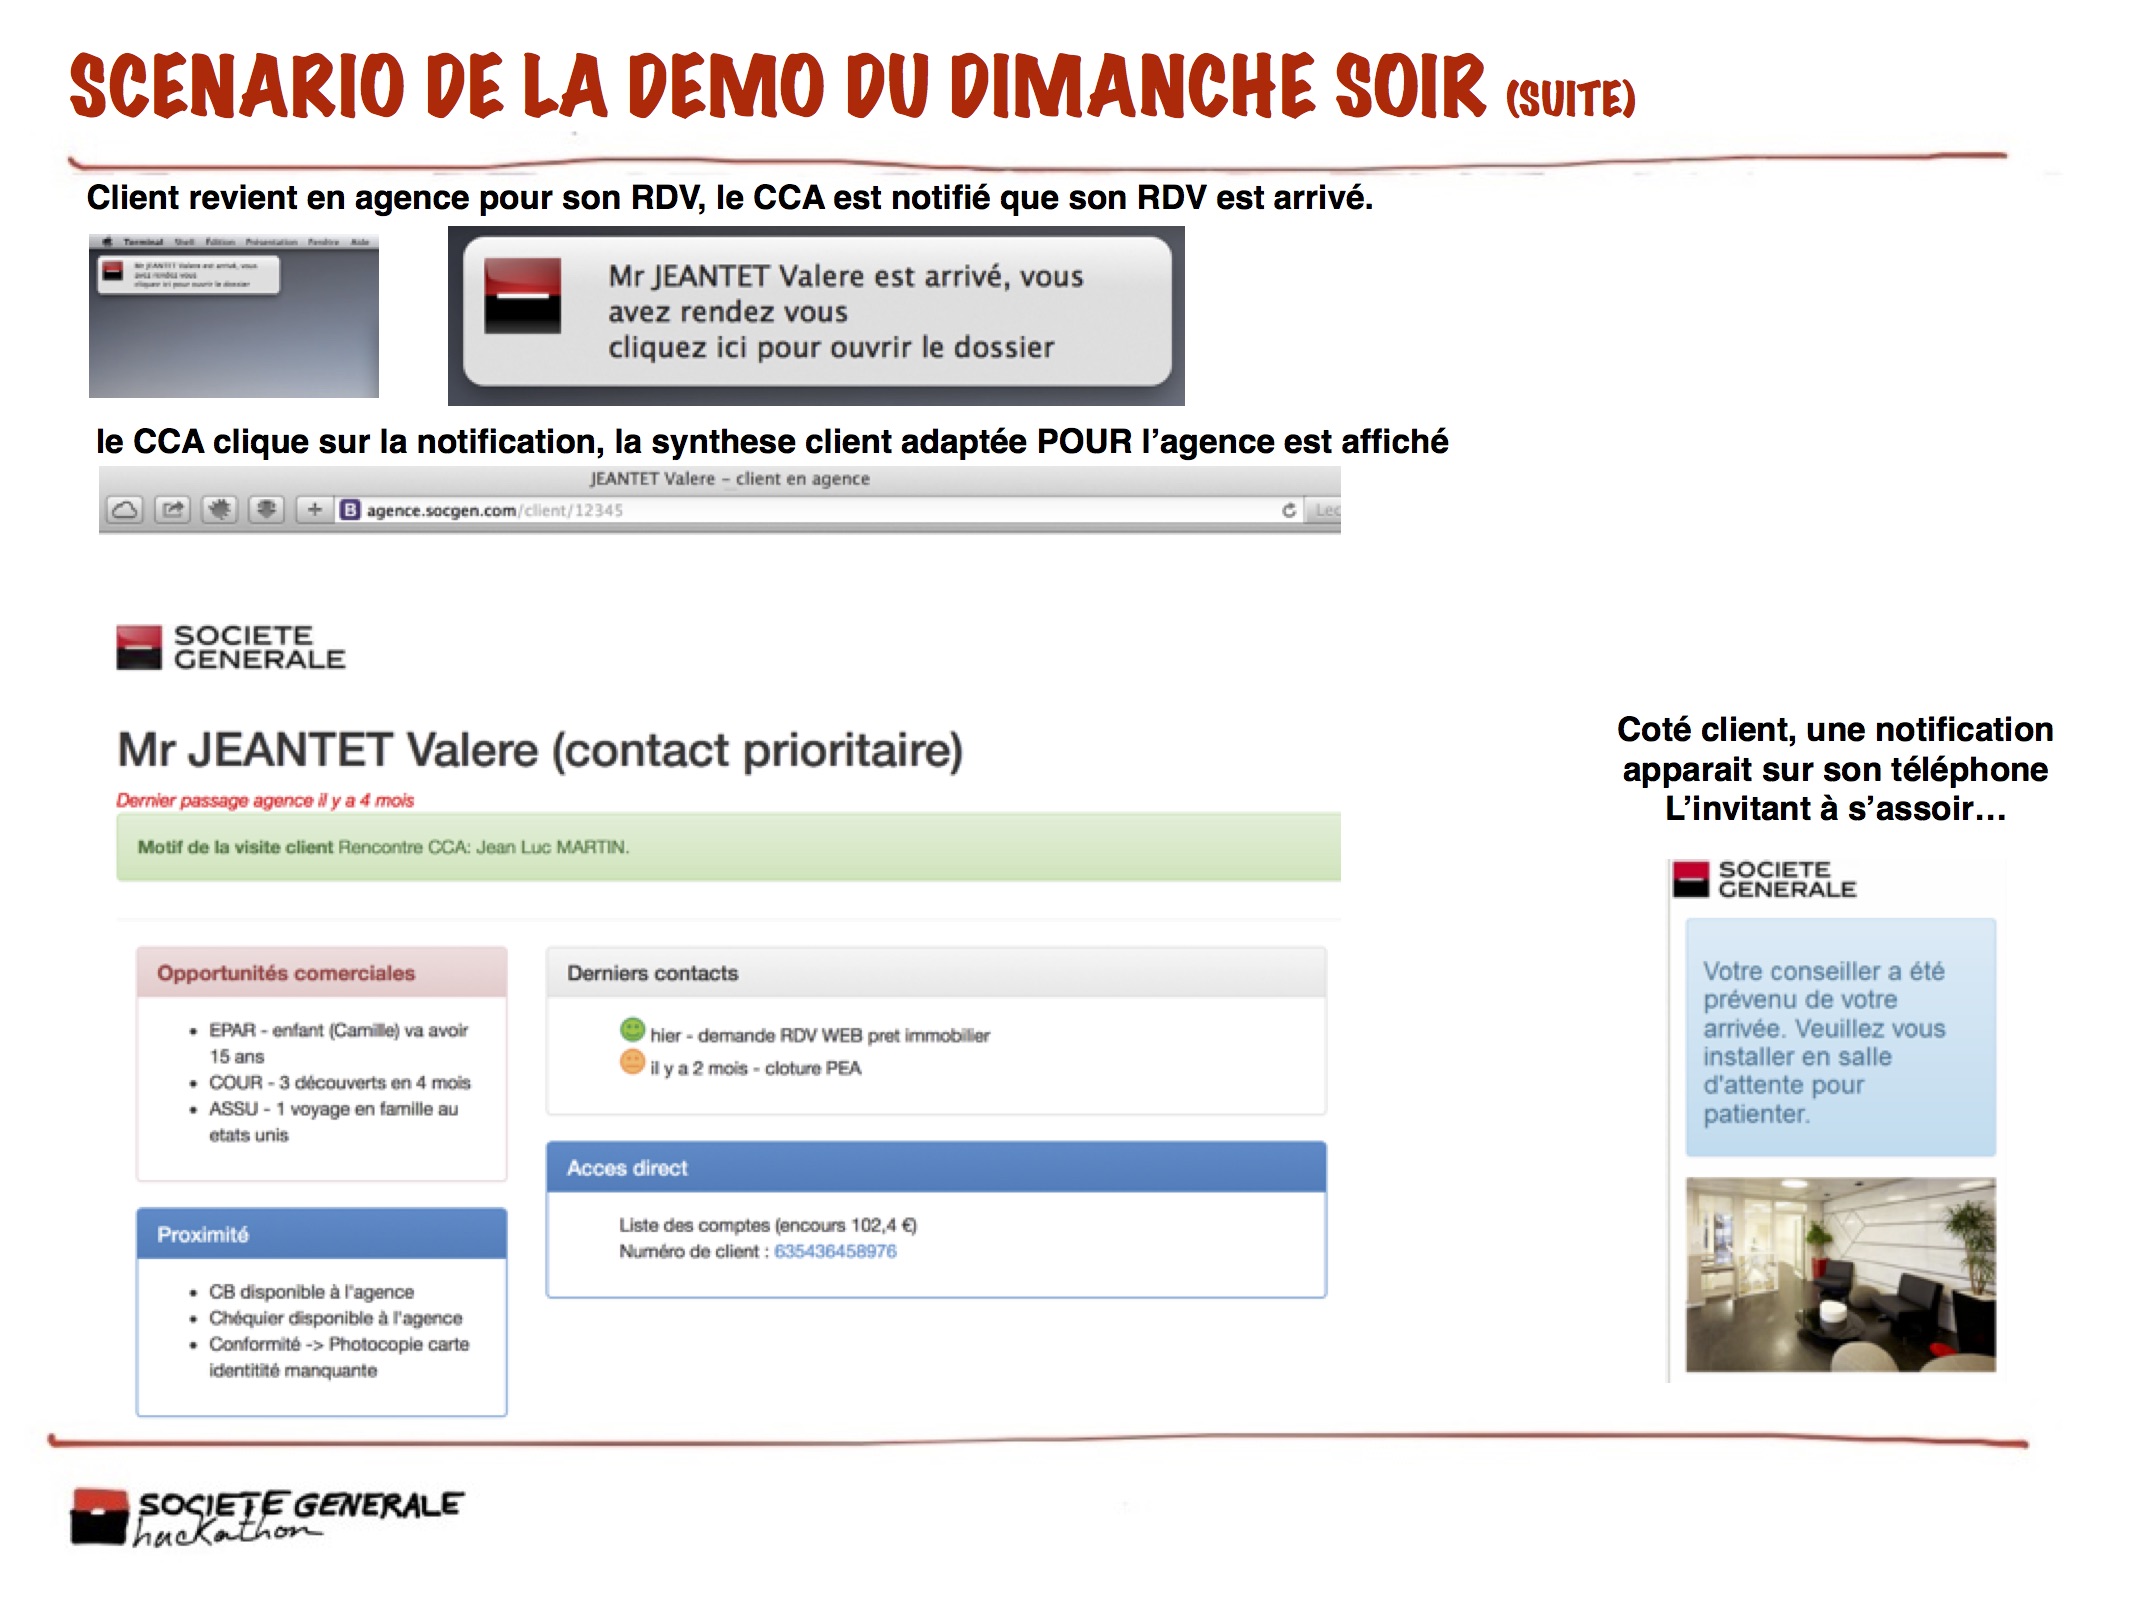 SCENARIO DE LA DEMO DU DIMANCHE SOIR (SUITE)
Client revient en agence pour son RDV, le CCA est notifié que son RDV est arrivé.
Terminal Shell Édition Présentation Fenêtre Aide
Mr JEANTET Valere est arrivé, vous
avez rendez vous
cliquez ici pour ouvrir le dossier
Mr JEANTET Valere est arrivé, vous
avez rendez vous
cliquez ici pour ouvrir le dossier
le CCA clique sur la notification, la synthese client adaptée POUR l’agence est affiché
JEANTET Valere – client en agence
B agence.socgen.com/client/12345
Lec
SOCIETE
GENERALE
Mr JEANTET Valere (contact prioritaire)
Dernier passage agence il y a 4 mois
Motif de la visite client Rencontre CCA: Jean Luc MARTIN.
Opportunités comerciales
• EPAR - enfant (Camille) va avoir
15 ans
• COUR - 3 découverts en 4 mois
• ASSU - 1 voyage en famille au
etats unis
Proximité
• CB disponible à l'agence
• Chéquier disponible à l'agence
• Conformité -> Photocopie carte
identitité manquante
Derniers contacts
hier - demande RDV WEB pret immobilier
il y a 2 mois - cloture PEA
Acces direct
Liste des comptes (encours 102,4 €)
Numéro de client : 635436458976
Coté client, une notification
apparait sur son téléphone
L’invitant à s’assoir…
SOCIETE
GENERALE
Votre conseiller a été
prévenu de votre
arrivée. Veuillez vous
installer en salle
d'attente pour
patienter.
SOCIETE GENERALE
hackathon